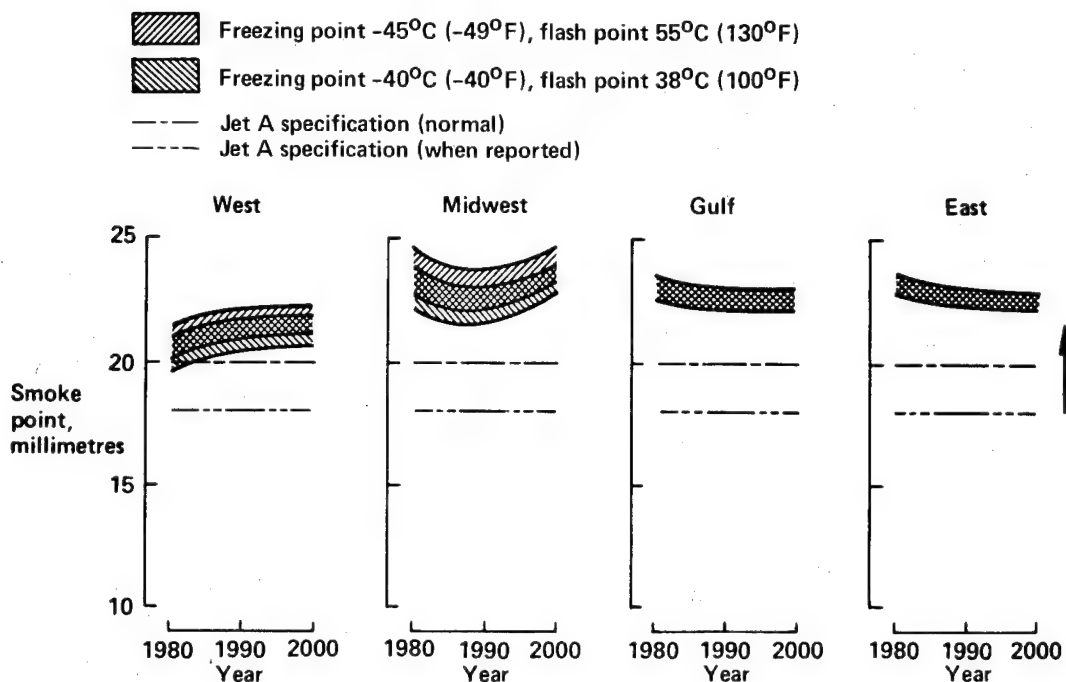 Freezing point -45°C (-49°F), flash point 55°C (130°F)
Freezing point -40°C (-40°F), flash point 38°C (100°F)
Jet A specification (normal)
Jet A specification (when reported)
West
Midwest
Gulf
East
25
20
Smoke
point,
millimetres
15
10
1980 1990 2000
Year
1980 1990 2000
Year
1980 1990 2000
Year
1980 1990 2000
Year